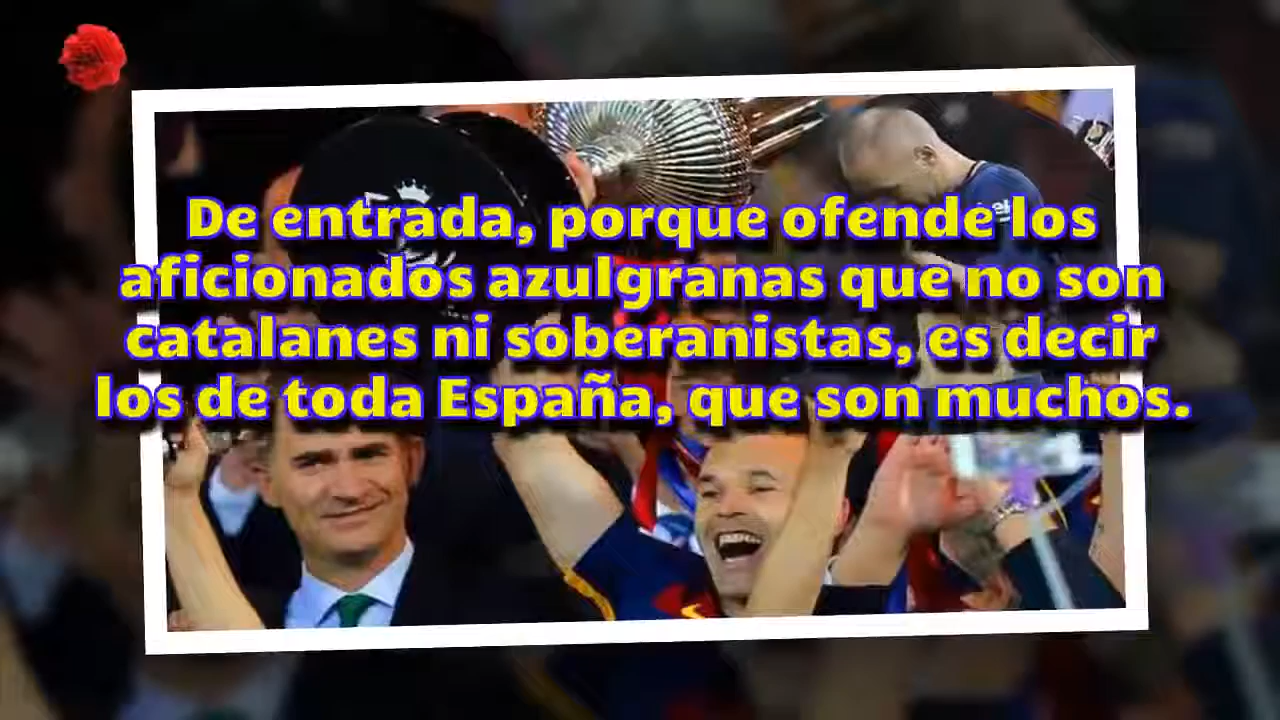 De entrada, porque ofende los
aficionados azulgranas que no son
catalanes ni soberanistas, es decir
los de toda España, que son muchos.